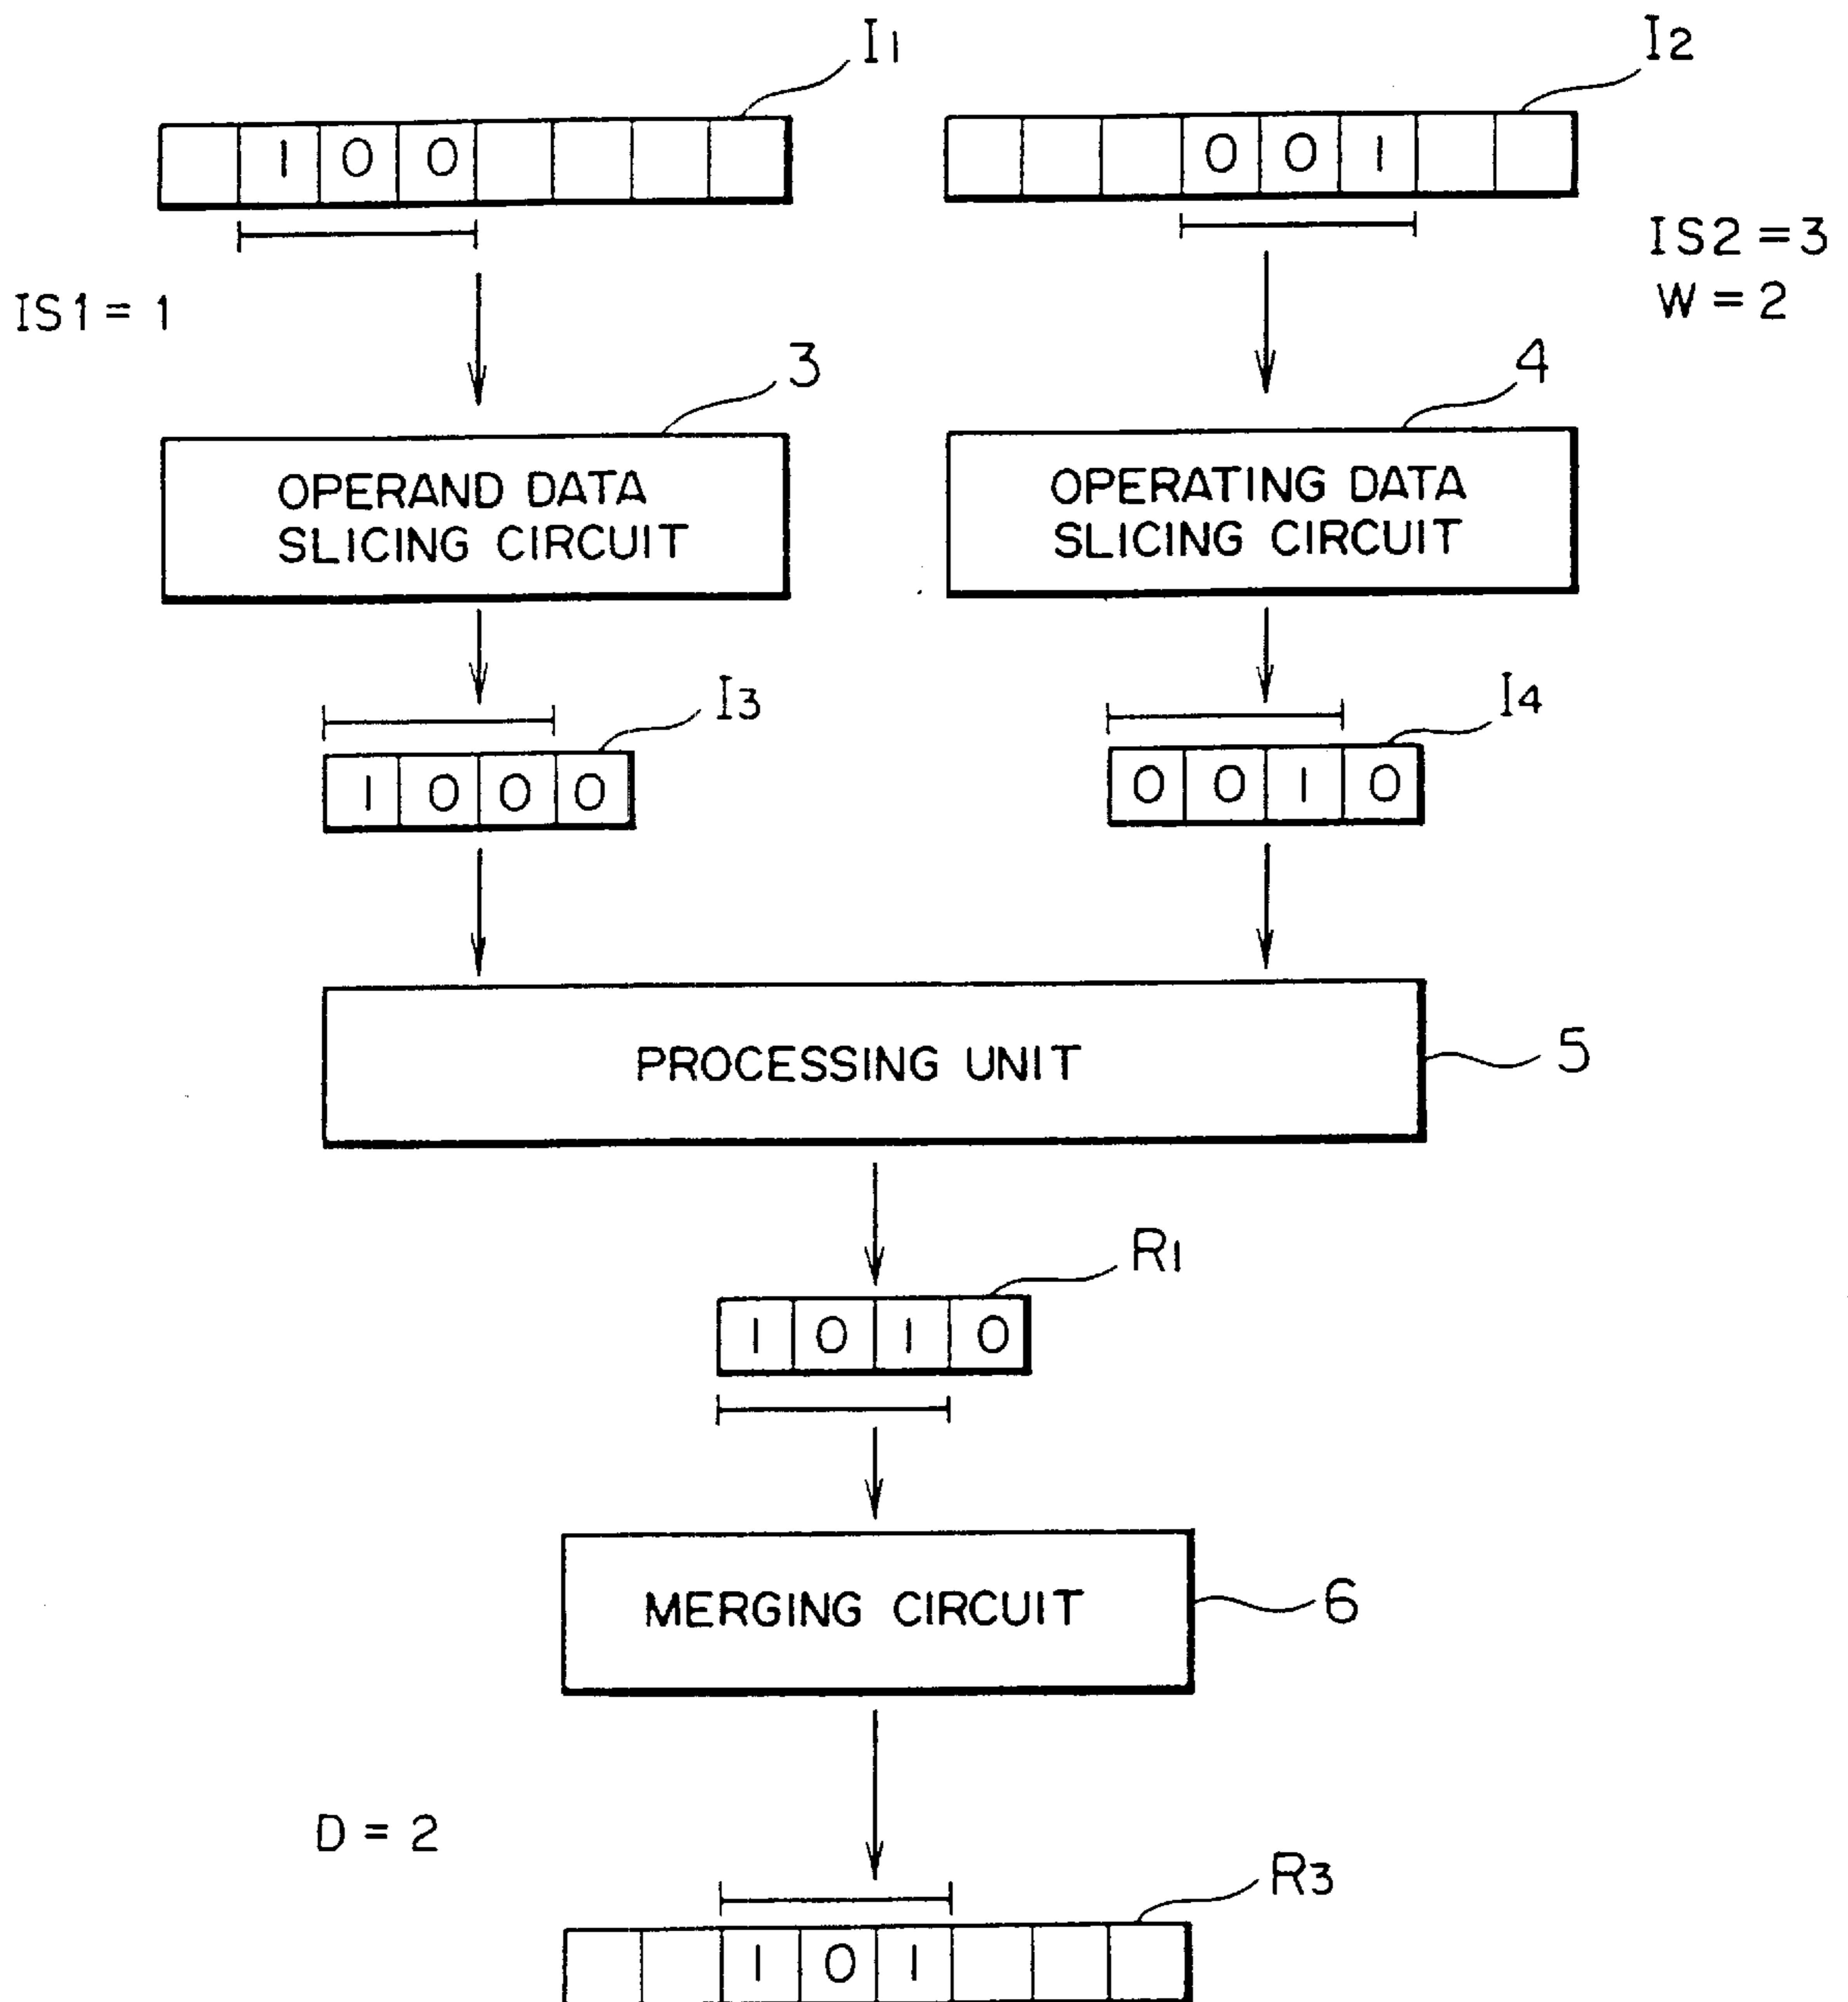 I1
I2
1 0 0
0 0 1
IS1 = 1
IS2 = 3
W = 2
3
4
OPERAND DATA
SLICING CIRCUIT
OPERATING DATA
SLICING CIRCUIT
I3
I4
1 0 0 0
0 0 1 0
PROCESSING UNIT
5
R1
1 0 1 0
MERGING CIRCUIT
6
D = 2
R3
1 0 1